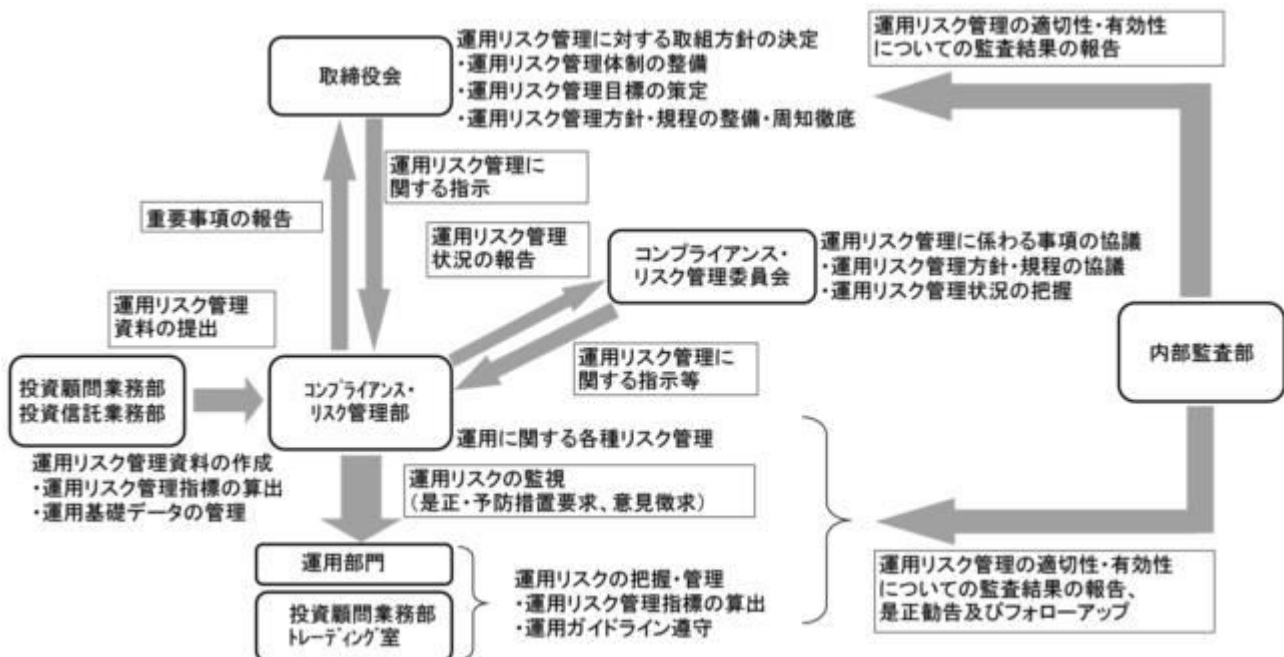 取締役会
運用リスク管理に対する取組方針の決定
・運用リスク管理体制の整備
・運用リスク管理目標の策定
・運用リスク管理方針・規程の整備・周知徹底
運用リスク管理の適切性・有効性
についての監査結果の報告
重要事項の報告
運用リスク管理に
関する指示
運用リスク管理
状況の報告
コンプライアンス・
リスク管理委員会
運用リスク管理に係わる事項の協議
・運用リスク管理方針・規程の協議
・運用リスク管理状況の把握
運用リスク管理
資料の提出
運用リスク管理に
関する指示等
内部監査部
投資顧問業務部
投資信託業務部
コンプライアンス・
リスク管理部
運用に関する各種リスク管理
運用リスク管理資料の作成
・運用リスク管理指標の算出
・運用基礎データの管理
運用リスクの監視
(是正・予防措置要求、意見徴求)
運用部門
投資顧問業務部
トレーディング室
運用リスクの把握・管理
・運用リスク管理指標の算出
・運用ガイドライン遵守
運用リスク管理の適切性・有効性
についての監査結果の報告、
是正勧告及びフォローアップ